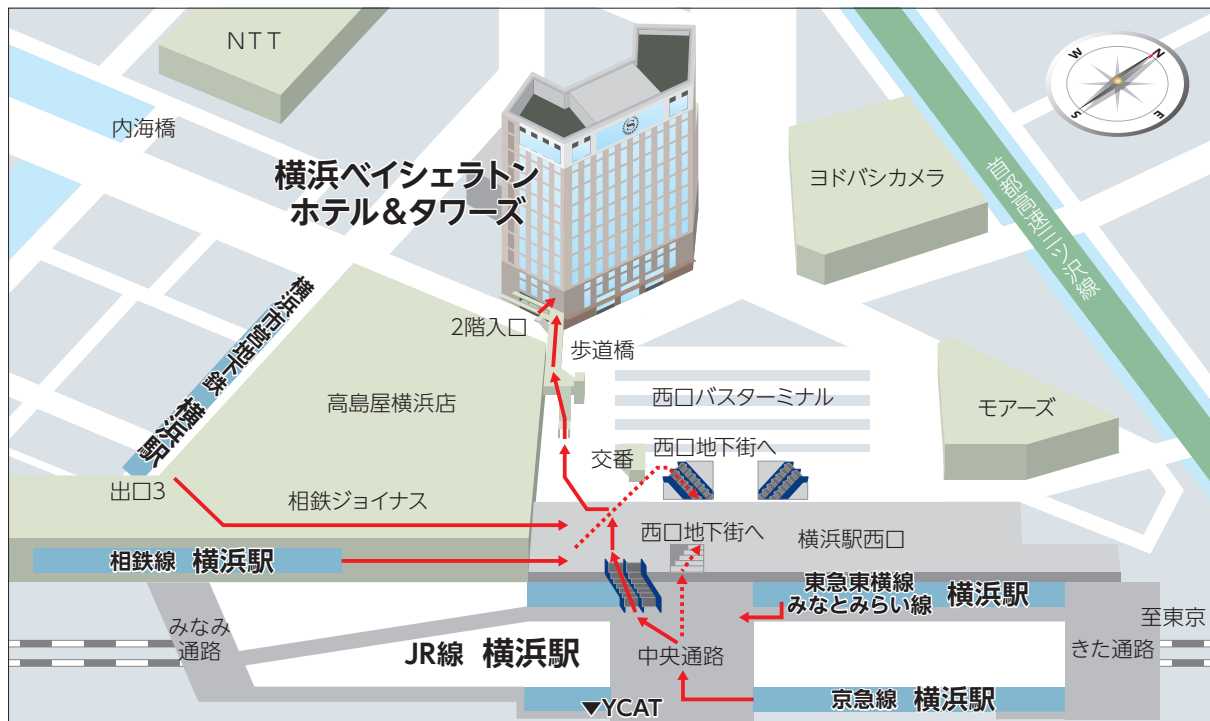 NTT
内海橋
横浜ベイシェラトン
ホテル&タワーズ
ヨドバシカメラ
首都高速三ツ沢線
N
W
S
E
S
2階入口
歩道橋
横浜市営地下鉄 横浜駅
高島屋横浜店
西口バスターミナル
モアーズ
交番
西口地下街へ
出口3
相鉄ジョイナス
西口地下街へ
横浜駅西口
相鉄線 横浜駅
東急東横線
みなとみらい線 横浜駅
みなみ
通路
JR線 横浜駅
中央通路
至東京
きた通路
京急線 横浜駅
▼YCAT